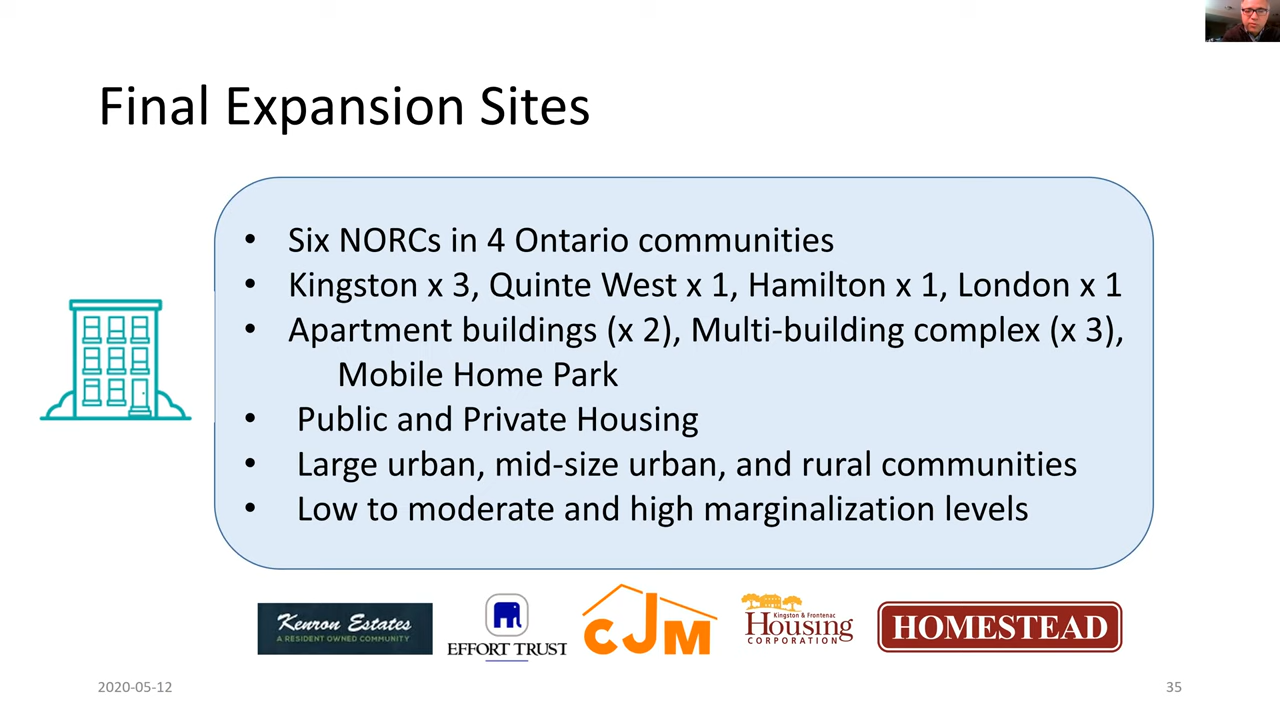 Final Expansion Sites
• Six NORCs in 4 Ontario communities
• Kingston x 3, Quinte West x 1, Hamilton x 1, London x 1
• Apartment buildings (x 2), Multi-building complex (x 3),
Mobile Home Park
• Public and Private Housing
• Large urban, mid-size urban, and rural communities
• Low to moderate and high marginalization levels
Kenron Estates
A RESIDENT OWNED COMMUNITY
EFFORT TRUST
CJM
Kingston & Frontenac
Housing
CORPORATION
HOMESTEAD
2020-05-12
35